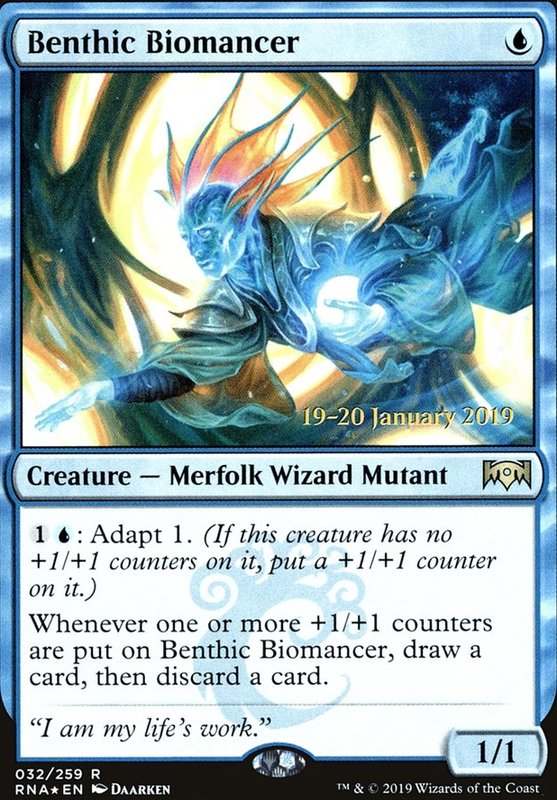 Benthic Biomancer
19–20 January 2019
Creature — Merfolk Wizard Mutant
1 : Adapt 1. (If this creature has no
+1/+1 counters on it, put a +1/+1 counter
on it.)
Whenever one or more +1/+1 counters
are put on Benthic Biomancer, draw a
card, then discard a card.
“I am my life’s work.”
1/1
032/259 R
RNA★EN Daarken
™ & © 2019 Wizards of the Coast.